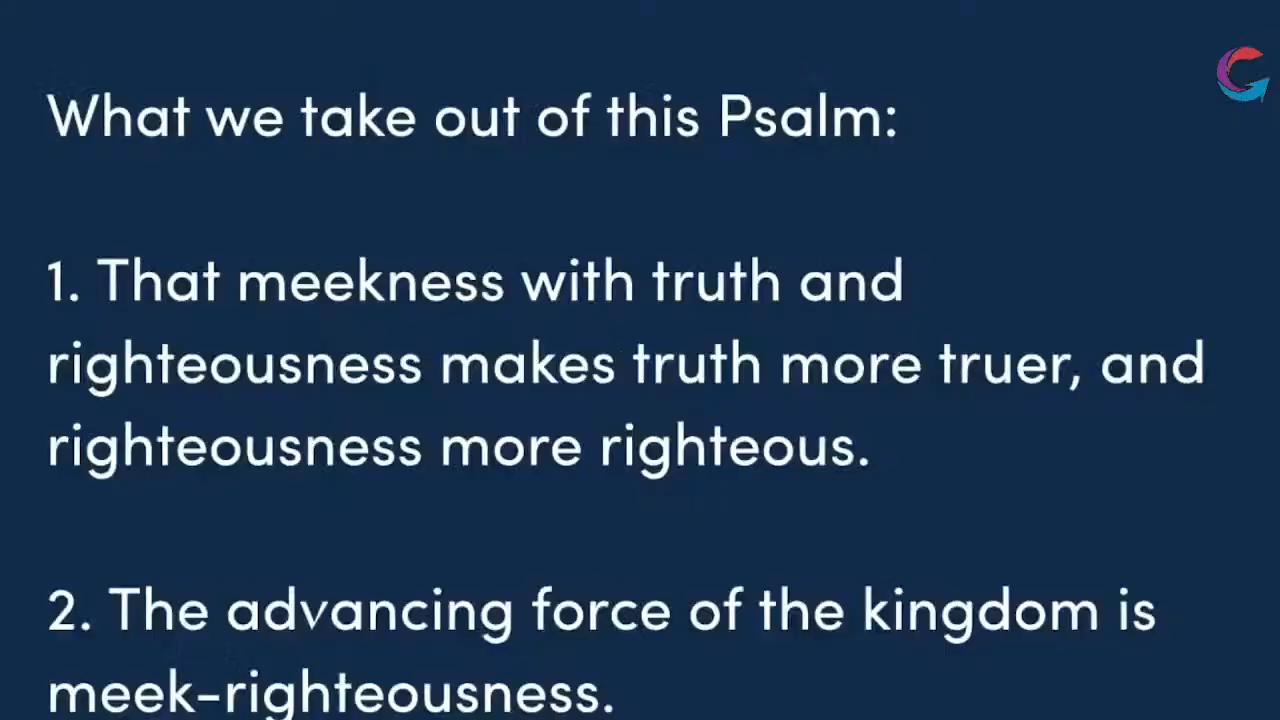 What we take out of this Psalm:
1. That meekness with truth and
righteousness makes truth more truer, and
righteousness more righteous.
2. The advancing force of the kingdom is
meek-righteousness.